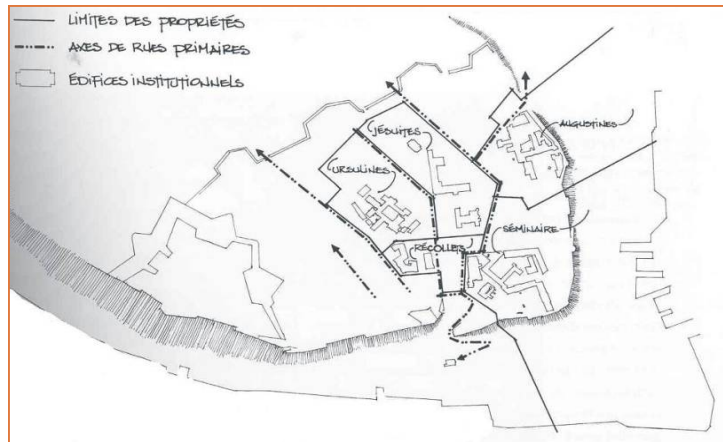 LIMITES DES PROPRIÉTÉS
AXES DE RUES PRIMAIRES
ÉDIFICES INSTITUTIONNELS
AUGUSTINES
JÉSUITES
URSULINES
SÉMINAIRE
RÉCOLLETS